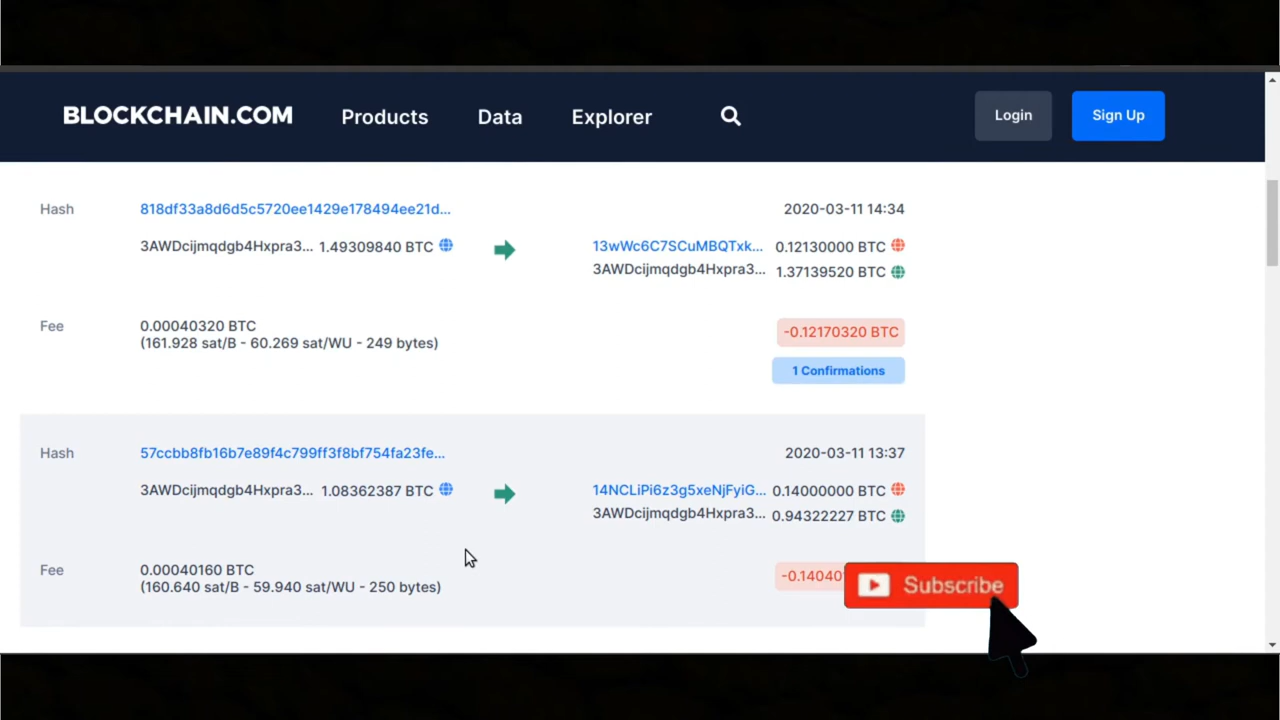 BLOCKCHAIN.COM Products Data Explorer Login Sign Up
Hash 818df33a8d6d5c5720ee1429e178494ee21d... 2020-03-11 14:34
3AWDcijmqdgb4Hxpra3... 1.49309840 BTC 13wWc6C7SCuMBQTxk... 0.12130000 BTC
3AWDcijmqdgb4Hxpra3... 1.37139520 BTC
Fee 0.00040320 BTC -0.12170320 BTC
(161.928 sat/B - 60.269 sat/WU - 249 bytes)
1 Confirmations
Hash 57ccbb8fb16b7e89f4c799ff3f8bf754fa23fe... 2020-03-11 13:37
3AWDcijmqdgb4Hxpra3... 1.08362387 BTC 14NCLiPi6z3g5xeNjFyiG... 0.14000000 BTC
3AWDcijmqdgb4Hxpra3... 0.94322227 BTC
Fee 0.00040160 BTC -0.14040
(160.640 sat/B - 59.940 sat/WU - 250 bytes)
Subscribe